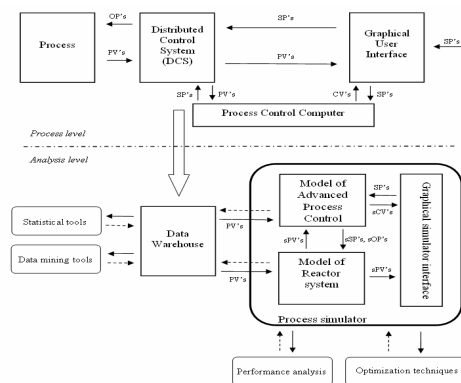 OP's
SP's
Process
Distributed
Control
System
(DCS)
Graphical
User
Interface
SP's
PV's
PV's
SP's
PV's
CV's
SP's
Process Control Computer
Process level
Analysis level
Model of
Advanced
Process
Control
SP's
sCV's
Graphical simulator interface
Statistical tools
Data
Warehouse
PV's
sPV's
sSP's, sOP's
Data mining tools
PV's
Model of
Reactor
system
sPV's
Process simulator
Performance analysis
Optimization techniques